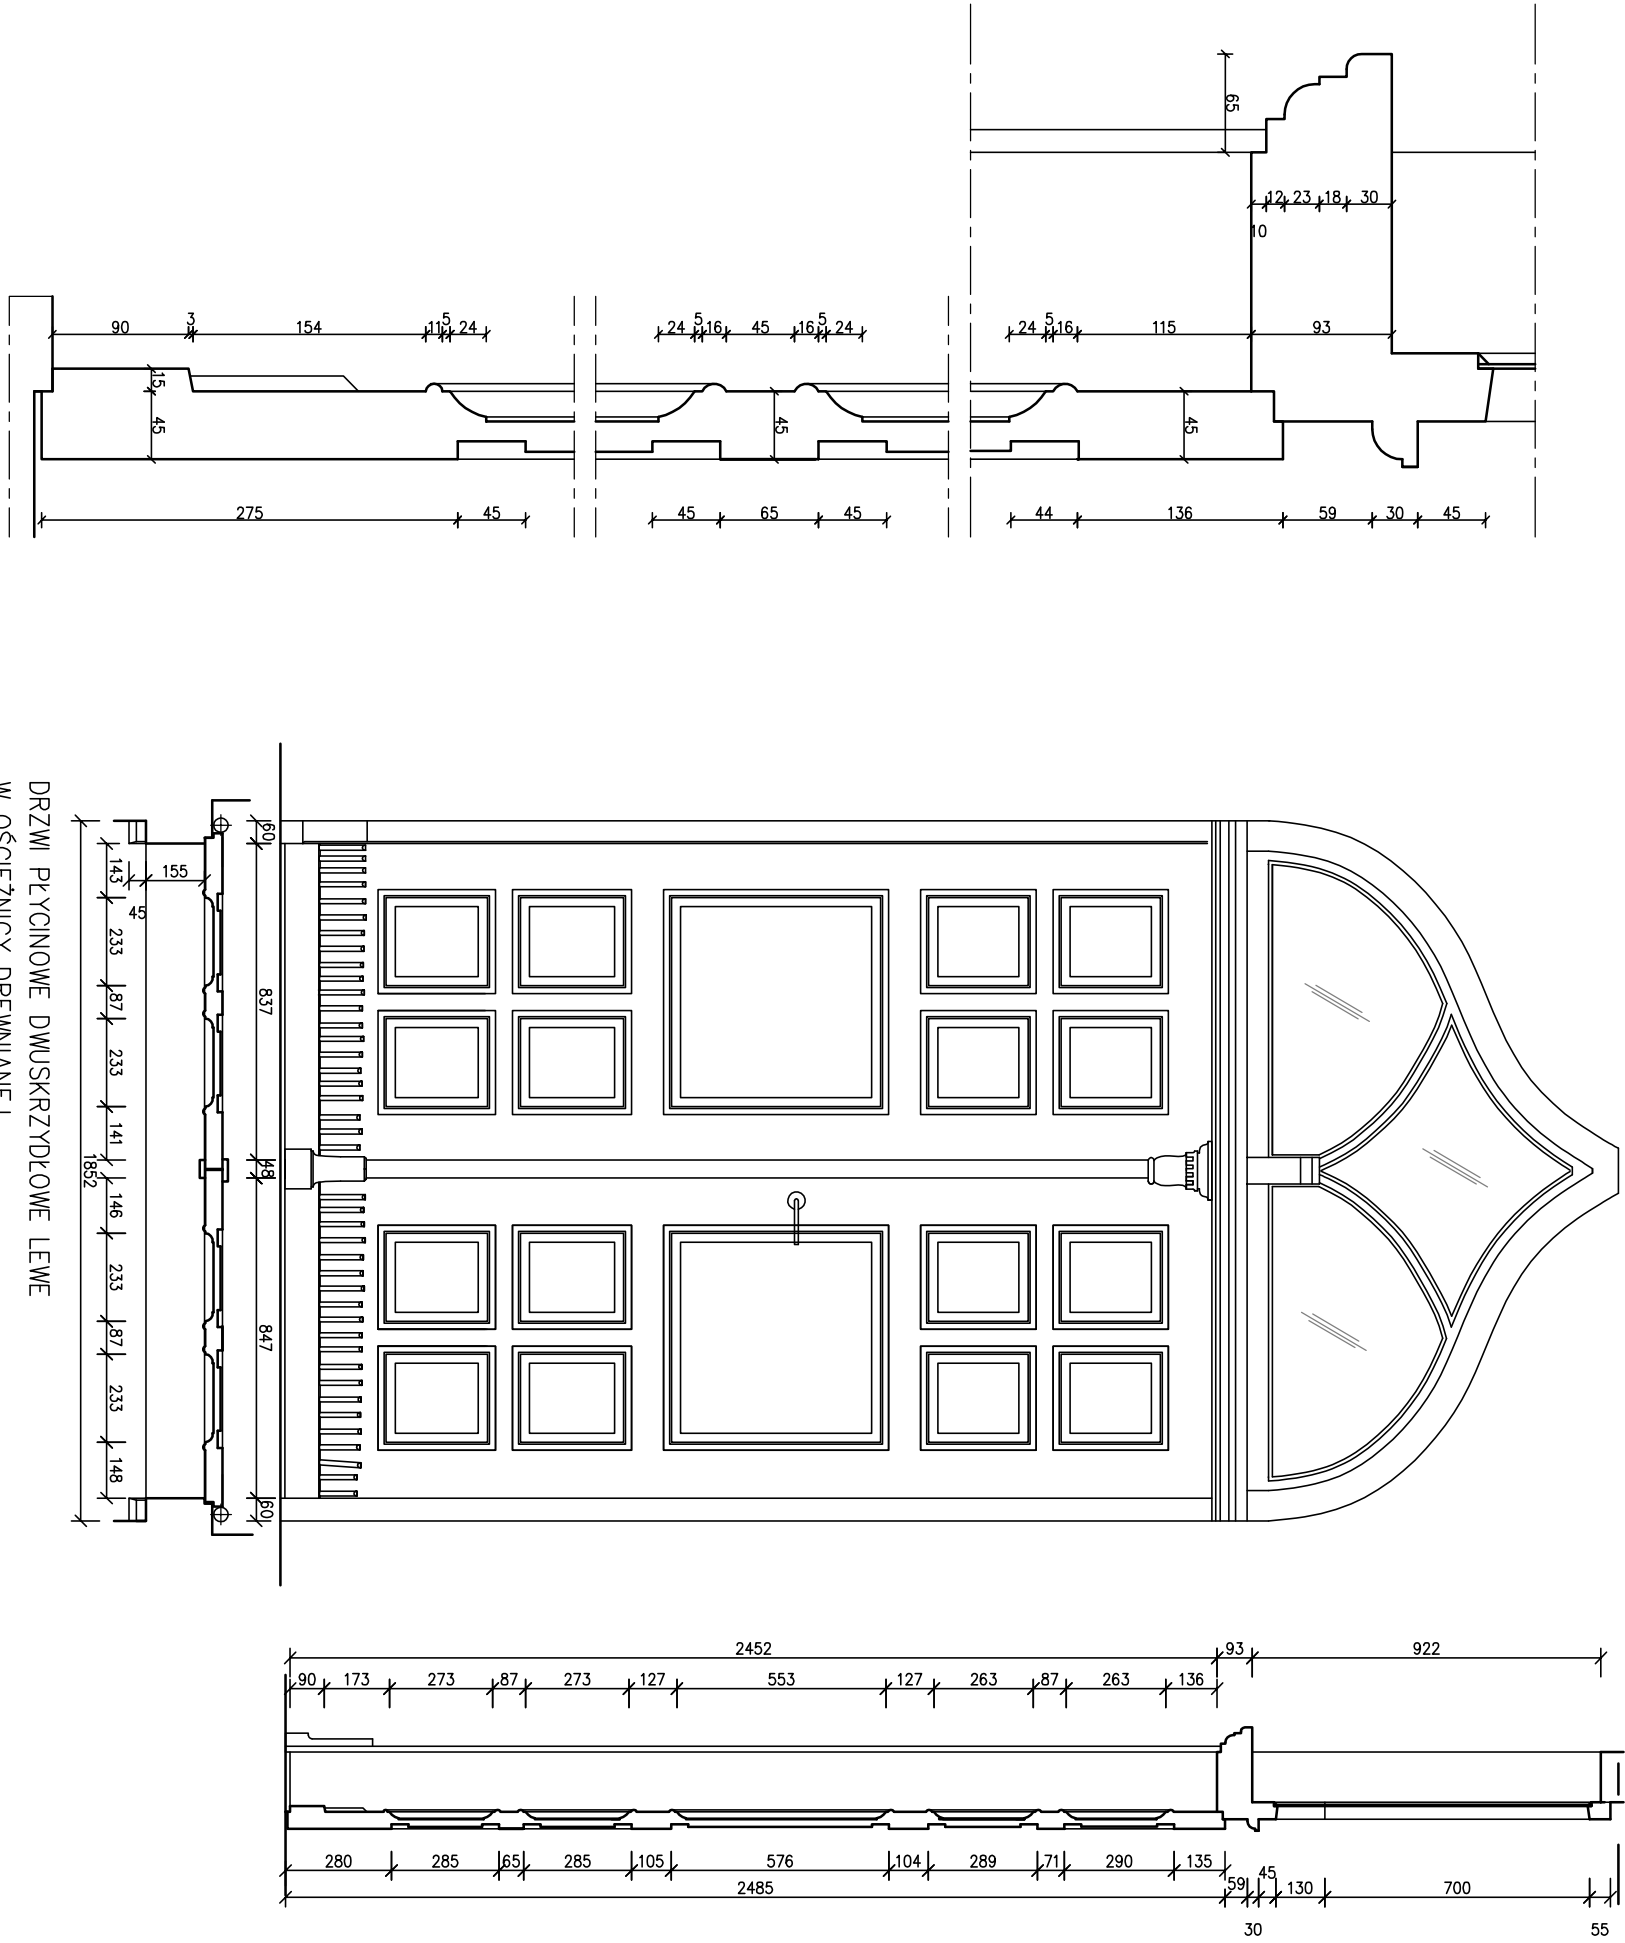 65
12 23 18 30
10
90 3 154 11 5 24 24 5 16 45 16 5 24 24 5 16 115 93
15
45 45 45
275 45 45 65 45 44 136 59 30 45
DRZWI PŁYCINOWE DWUSKRZYDŁOWE LEWE
W OŚCIEŻNICY DREWNIANEJ
1852
143 233 87 233 141 146 233 87 233 148
155
45
60 837 48 847 60
2452 93 922
90 173 273 87 273 127 553 127 263 87 263 136
280 285 65 285 105 576 104 289 71 290 135
2485 59 45 130 700
30 55